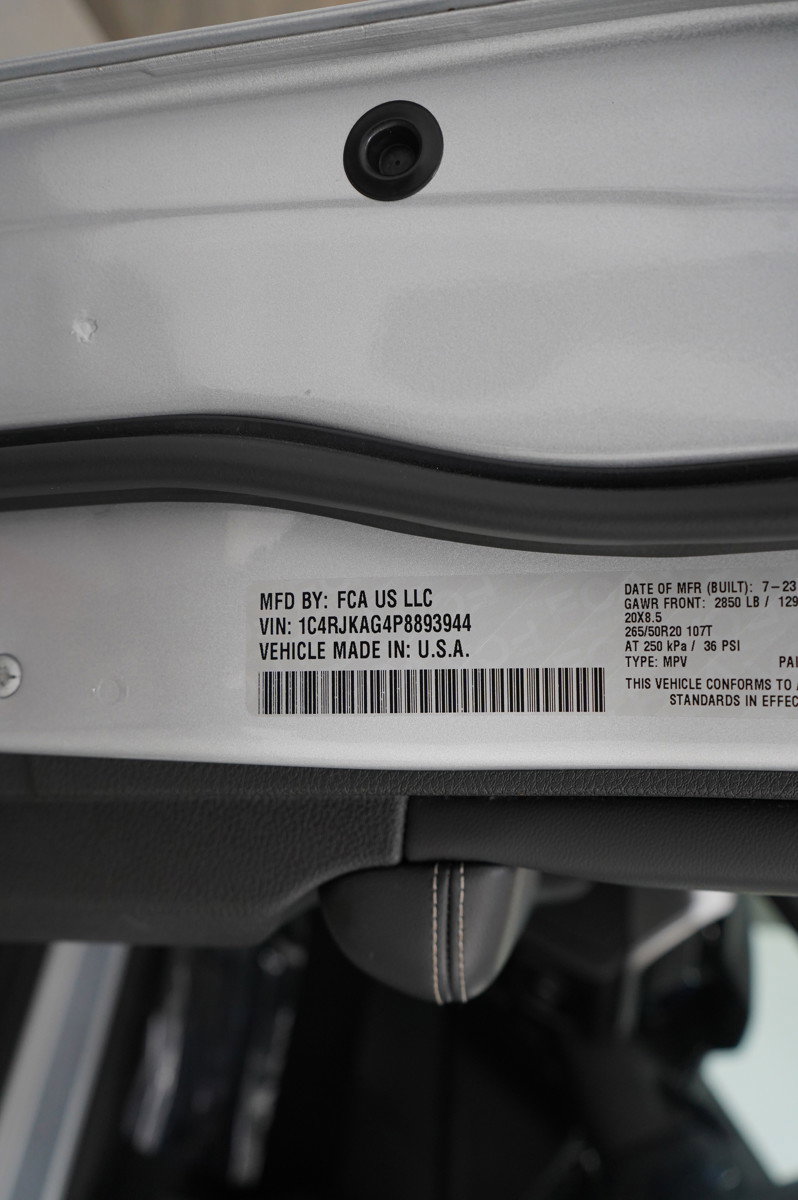 MFD BY: FCA US LLC
VIN: 1C4RJKAG4P8893944
VEHICLE MADE IN: U.S.A.
DATE OF MFR (BUILT): 7-23
GAWR FRONT: 2850 LB / 129
20X8.5
265/50R20 107T
AT 250 kPa / 36 PSI
TYPE: MPV PAI
THIS VEHICLE CONFORMS TO
STANDARDS IN EFFEC